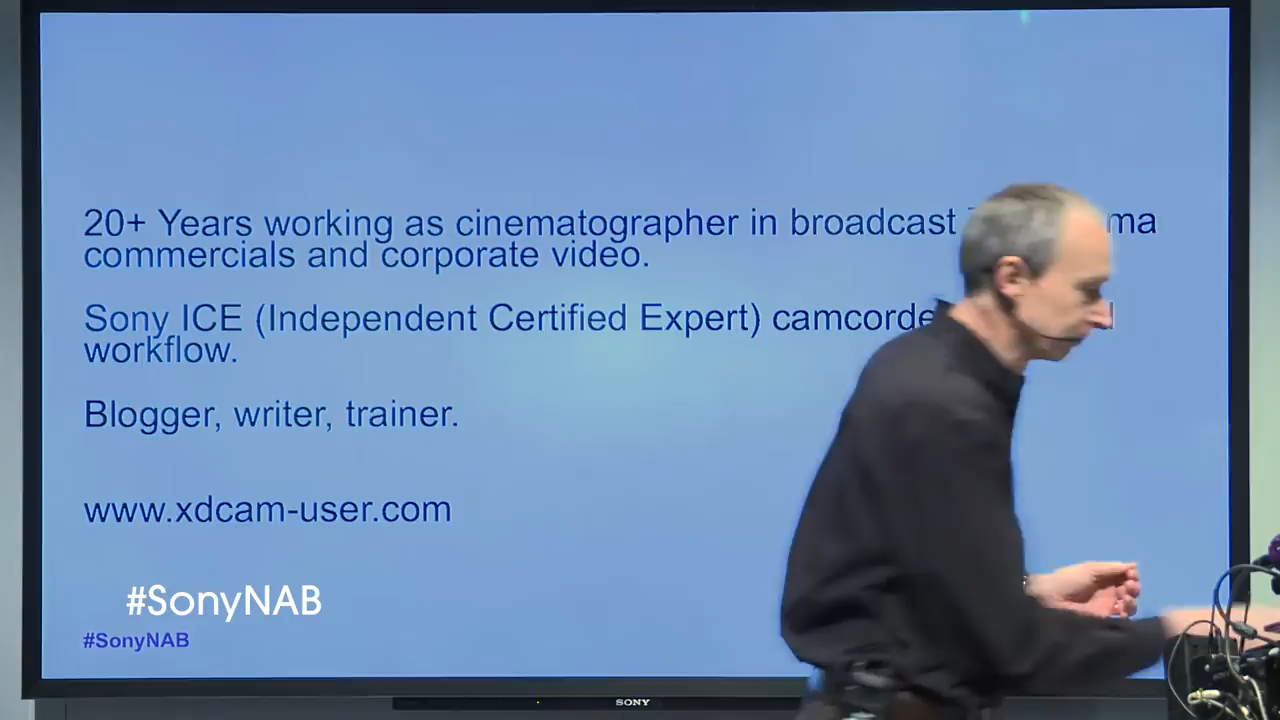 20+ Years working as cinematographer in broadcast ma
commercials and corporate video.
Sony ICE (Independent Certified Expert) camcorde
workflow.
Blogger, writer, trainer.
www.xdcam-user.com
#SonyNAB
#SonyNAB
SONY